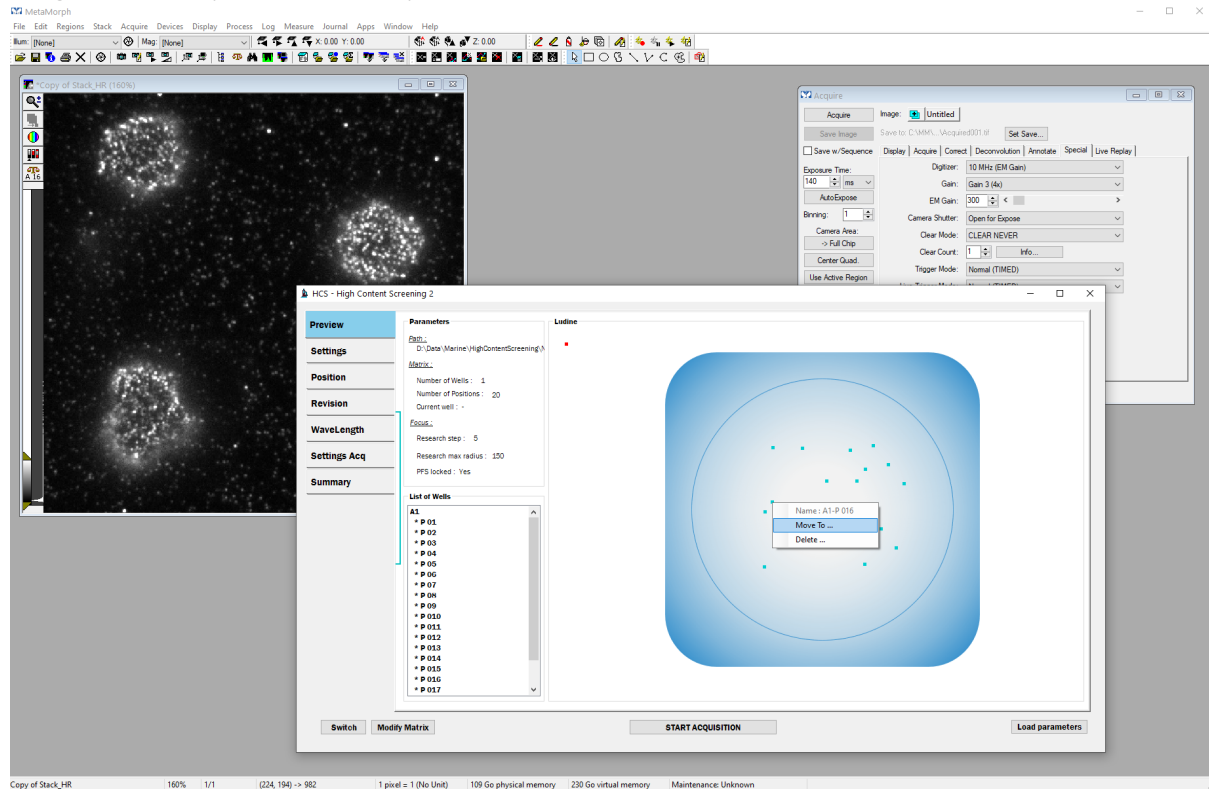 MetaMorph
File Edit Regions Stack Acquire Devices Display Process Log Measure Journal Apps Window Help
Illum: [None] Mag: [None] X: 0.00 Y: 0.00 Z: 0.00
*Copy of Stack_HR (160%)
A 16
Acquire
Acquire Image: Untitled
Save Image Save to: C:\MM\...\Acquired001.tif Set Save...
Save w/Sequence Display Acquire Correct Deconvolution Annotate Special Live Replay
Exposure Time: Digitizer: 10 MHz (EM Gain)
140 ms Gain: Gain 3 (4x)
AutoExpose EM Gain: 300 < >
Binning: 1 Camera Shutter: Open for Expose
Camera Area: Clear Mode: CLEAR NEVER
-> Full Chip Clear Count: 1 Info...
Center Quad. Trigger Mode: Normal (TIMED)
Use Active Region
HCS - High Content Screening 2
Preview
Settings
Position
Revision
WaveLength
Settings Acq
Summary
Parameters
Path :
D:\Data\Marine\HighContentScreening\
Matrix :
Number of Wells : 1
Number of Positions : 20
Current well : -
Focus :
Research step : 5
Research max radius : 150
PFS locked : Yes
List of Wells
A1
* P 01
* P 02
* P 03
* P 04
* P 05
* P 06
* P 07
* P 08
* P 09
* P 010
* P 011
* P 012
* P 013
* P 014
* P 015
* P 016
* P 017
Ludine
Name : A1-P 016
Move To ...
Delete ...
Switch Modify Matrix START ACQUISITION Load parameters
Copy of Stack_HR 160% 1/1 (224, 194) -> 982 1 pixel = 1 (No Unit) 109 Go physical memory 230 Go virtual memory Maintenance: Unknown